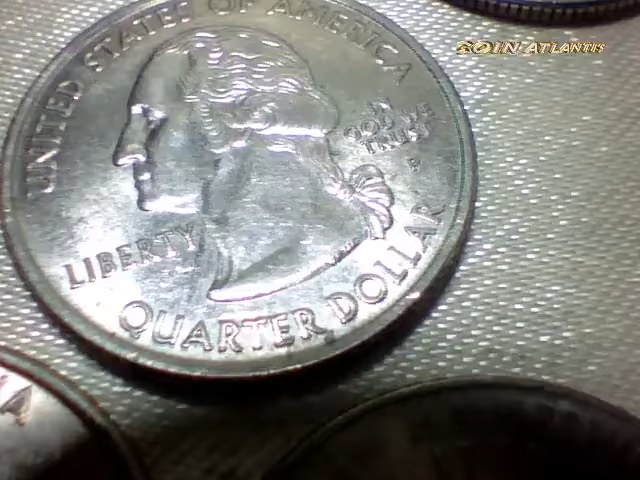 COIN-ATLANTIS
UNITED STATES OF AMERICA
IN
GOD WE
TRUST
P
LIBERTY
QUARTER DOLLAR